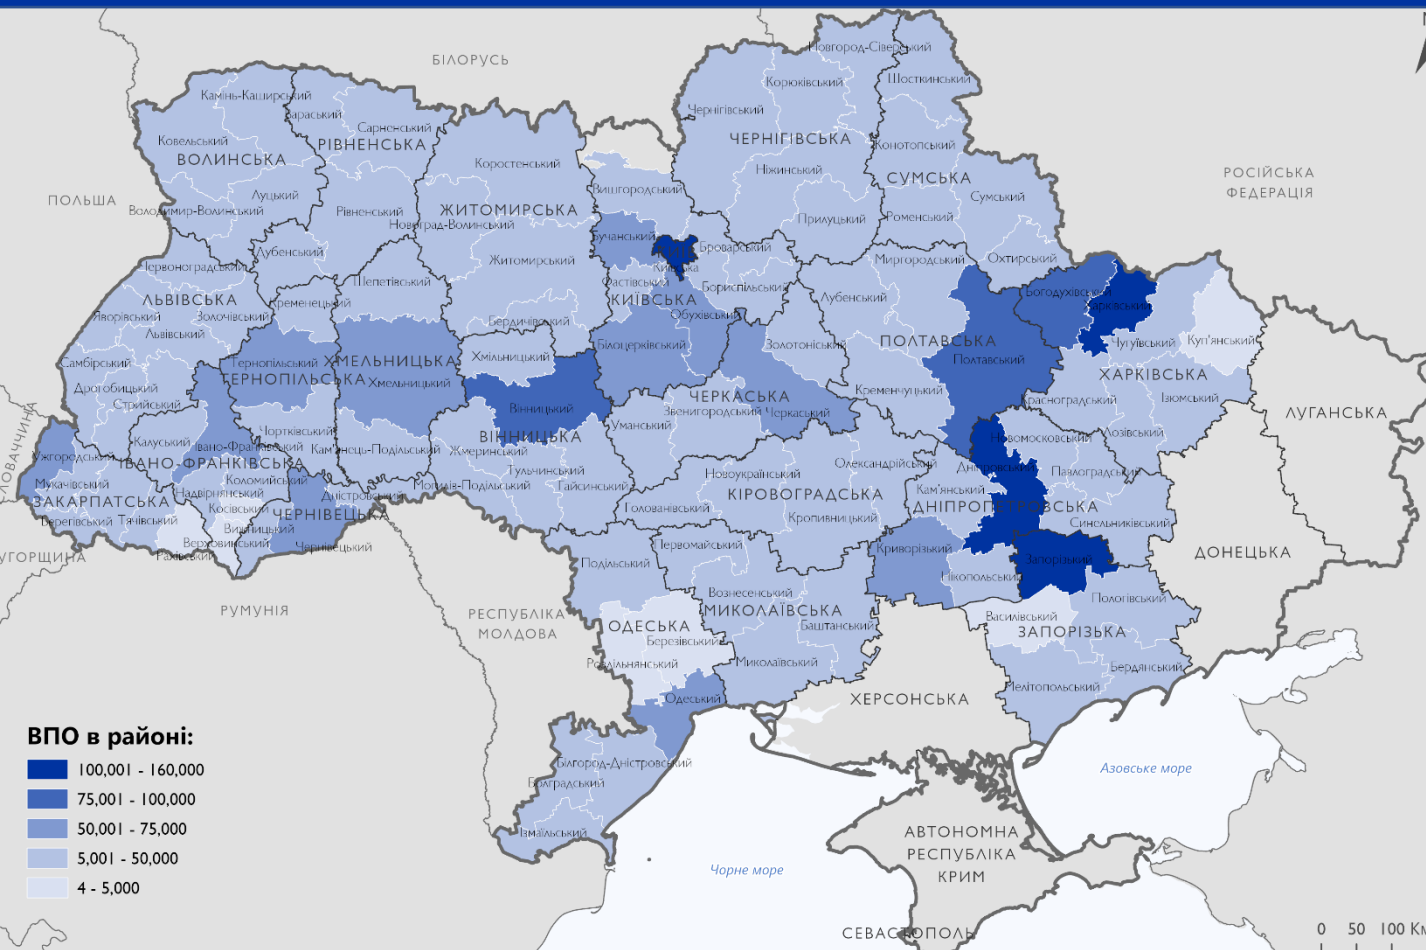 БІЛОРУСЬ
ПОЛЬЩА
РОСІЙСЬКА
ФЕДЕРАЦІЯ
УГОРЩИНА
РУМУНІЯ
РЕСПУБЛІКА
МОЛДОВА
Новгород-Сіверський
Шосткинський
Корюківський
Чернігівський
ЧЕРНІГІВСЬКА
Конотопський
Ніжинський
СУМСЬКА
Сумський
Роменський
Прилуцький
Охтирський
Камінь-Каширський
Вараський
Сарненський
РІВНЕНСЬКА
Ковельський
ВОЛИНСЬКА
Луцький
Володимир-Волинський
Рівненський
Дубенський
Коростенський
ЖИТОМИРСЬКА
Новоград-Волинський
Житомирський
Бердичівський
Вишгородський
Бучанський
Броварський
Київська
Фастівський
Бориспільський
КИЇВСЬКА
Обухівський
Білоцерківський
Миргородський
Лубенський
ПОЛТАВСЬКА
Полтавський
Кременчуцький
Богодухівський
Харківський
Чугуївський
Куп'янський
ХАРКІВСЬКА
Ізюмський
Красноградський
Лозівський
ЛУГАНСЬКА
Червоноградський
ЛЬВІВСЬКА
Яворівський
Золочівський
Львівський
Самбірський
Дрогобицький
Стрийський
Кременецький
Шепетівський
Тернопільський
ТЕРНОПІЛЬСЬКА
Чортківський
ХМЕЛЬНИЦЬКА
Хмельницький
Кам'янець-Подільський
Хмільницький
Вінницький
ВІННИЦЬКА
Жмеринський
Тульчинський
Гайсинський
Могилів-Подільський
Золотоніський
ЧЕРКАСЬКА
Звенигородський
Черкаський
Уманський
Калуський
Івано-Франківський
ІВАНО-ФРАНКІВСЬКА
Коломийський
Надвірнянський
Косівський
Верховинський
Ужгородський
Мукачівський
ЗАКАРПАТСЬКА
Берегівський
Тячівський
Рахівський
Дністровський
ЧЕРНІВЕЦЬКА
Вижницький
Чернівецький
Новоукраїнський
Олександрійський
КІРОВОГРАДСЬКА
Голованівський
Кропивницький
Новомосковський
Дніпровський
Павлоградський
Кам'янський
ДНІПРОПЕТРОВСЬКА
Синельниківський
Криворізький
Нікопольський
ДОНЕЦЬКА
Запорізький
Пологівський
Василівський
ЗАПОРІЗЬКА
Бердянський
Мелітопольський
Подільський
ОДЕСЬКА
Березівський
Роздільнянський
Одеський
Білгород-Дністровський
Болградський
Ізмаїльський
Первомайський
Вознесенський
МИКОЛАЇВСЬКА
Баштанський
Миколаївський
ХЕРСОНСЬКА
Азовське море
Чорне море
АВТОНОМНА
РЕСПУБЛІКА
КРИМ
СЕВАСТОПОЛЬ
ВПО в районі:
100,001 - 160,000
75,001 - 100,000
50,001 - 75,000
5,001 - 50,000
4 - 5,000
0 50 100 Km